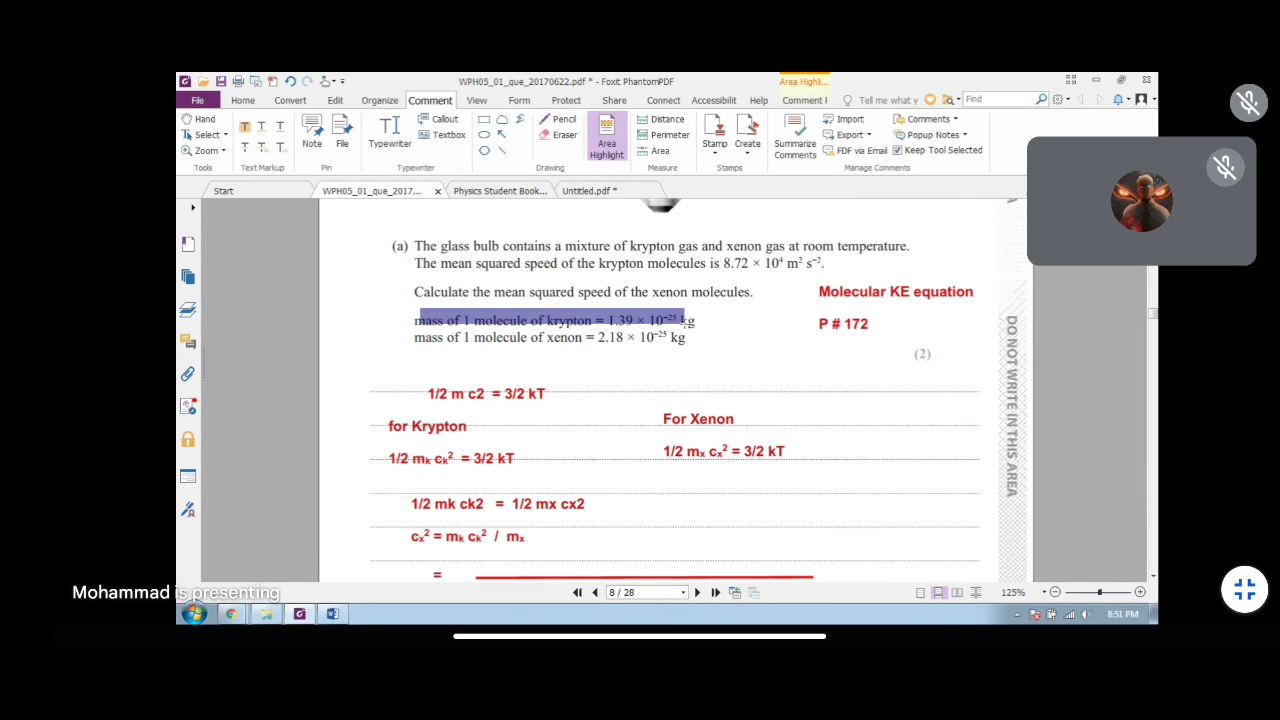 WPH05_01_que_20170622.pdf * - Foxit PhantomPDF
Area Highli...
File Home Convert Edit Organize Comment View Form Protect Share Connect Accessibilit Help Comment F Tell me what y Find
Hand
Select
Zoom
Tools
Text Markup
Note
File
Pin
Typewriter
Callout
Textbox
Typewriter
Pencil
Eraser
Drawing
Area Highlight
Distance
Perimeter
Area
Measure
Stamp
Create
Stamps
Summarize Comments
Import
Export
FDF via Email
Comments
Popup Notes
Keep Tool Selected
Manage Comments
Start WPH05_01_que_2017... Physics Student Book... Untitled.pdf *
(a) The glass bulb contains a mixture of krypton gas and xenon gas at room temperature.
The mean squared speed of the krypton molecules is 8.72 × 10⁴ m² s⁻².
Calculate the mean squared speed of the xenon molecules.
Molecular KE equation
mass of 1 molecule of krypton = 1.39 × 10⁻²⁵ kg
P # 172
mass of 1 molecule of xenon = 2.18 × 10⁻²⁵ kg
(2)
DO NOT WRITE IN THIS AREA
1/2 m c2 = 3/2 kT
for Krypton
For Xenon
1/2 mₖ cₖ² = 3/2 kT
1/2 mₓ cₓ² = 3/2 kT
1/2 mk ck2 = 1/2 mx cx2
cₓ² = mₖ cₖ² / mₓ
=
Mohammad is presenting
8 / 28
125%
8:51 PM